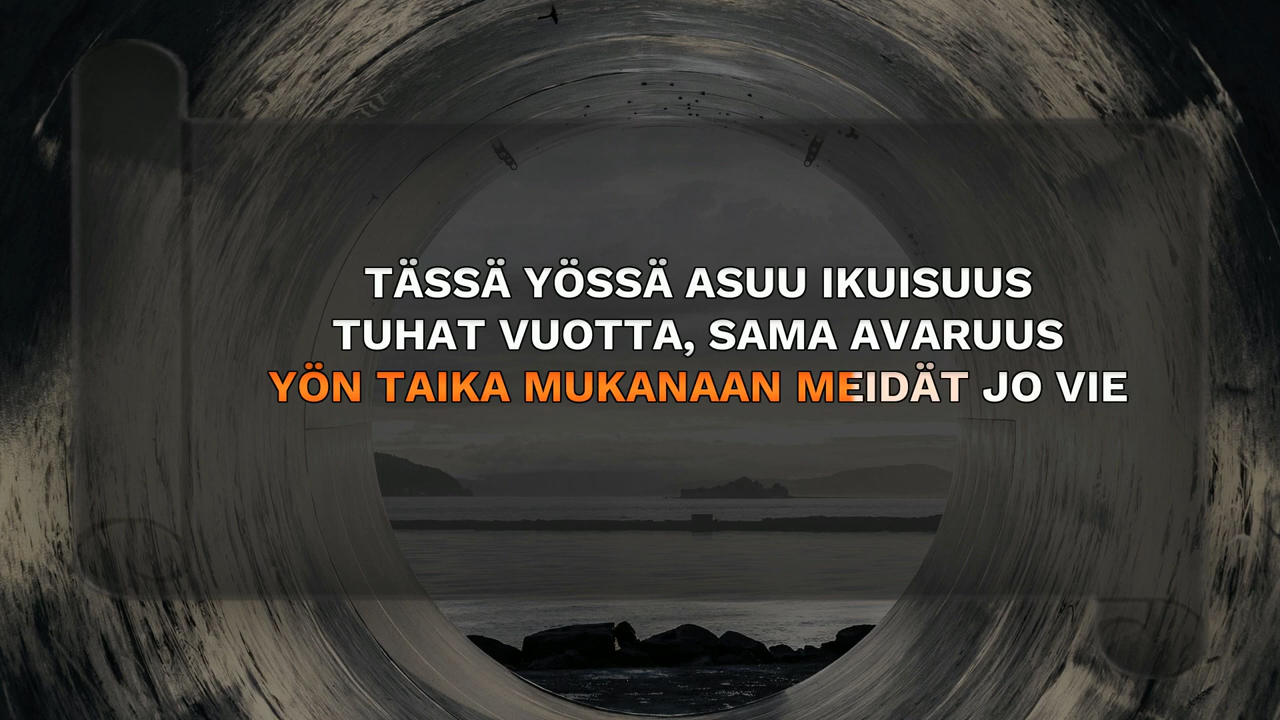 TÄSSÄ YÖSSÄ ASUU IKUISUUS
TUHAT VUOTTA, SAMA AVARUUS
YÖN TAIKA MUKANAAN MEIDÄT JO VIE